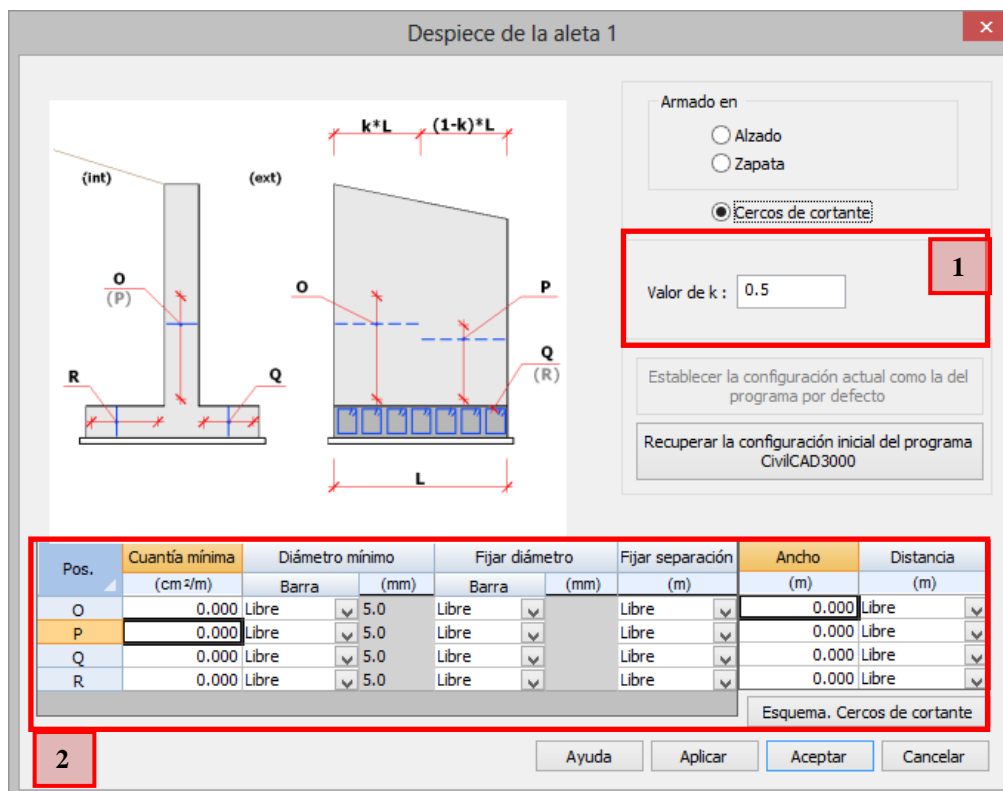 Despiece de la aleta 1
k*L (1-k)*L
(int) (ext)
O
(P)
O
P
R
Q
Q
(R)
L
Armado en
Alzado
Zapata
Cercos de cortante
1
Valor de k : 0.5
Establecer la configuración actual como la del
programa por defecto
Recuperar la configuración inicial del programa
CivilCAD3000
Pos. Cuantía mínima Diámetro mínimo Fijar diámetro Fijar separación Ancho Distancia
(cm²/m) Barra (mm) Barra (mm) (m) (m) (m)
O 0.000 Libre 5.0 Libre Libre 0.000 Libre
P 0.000 Libre 5.0 Libre Libre 0.000 Libre
Q 0.000 Libre 5.0 Libre Libre 0.000 Libre
R 0.000 Libre 5.0 Libre Libre 0.000 Libre
Esquema. Cercos de cortante
2
Ayuda Aplicar Aceptar Cancelar